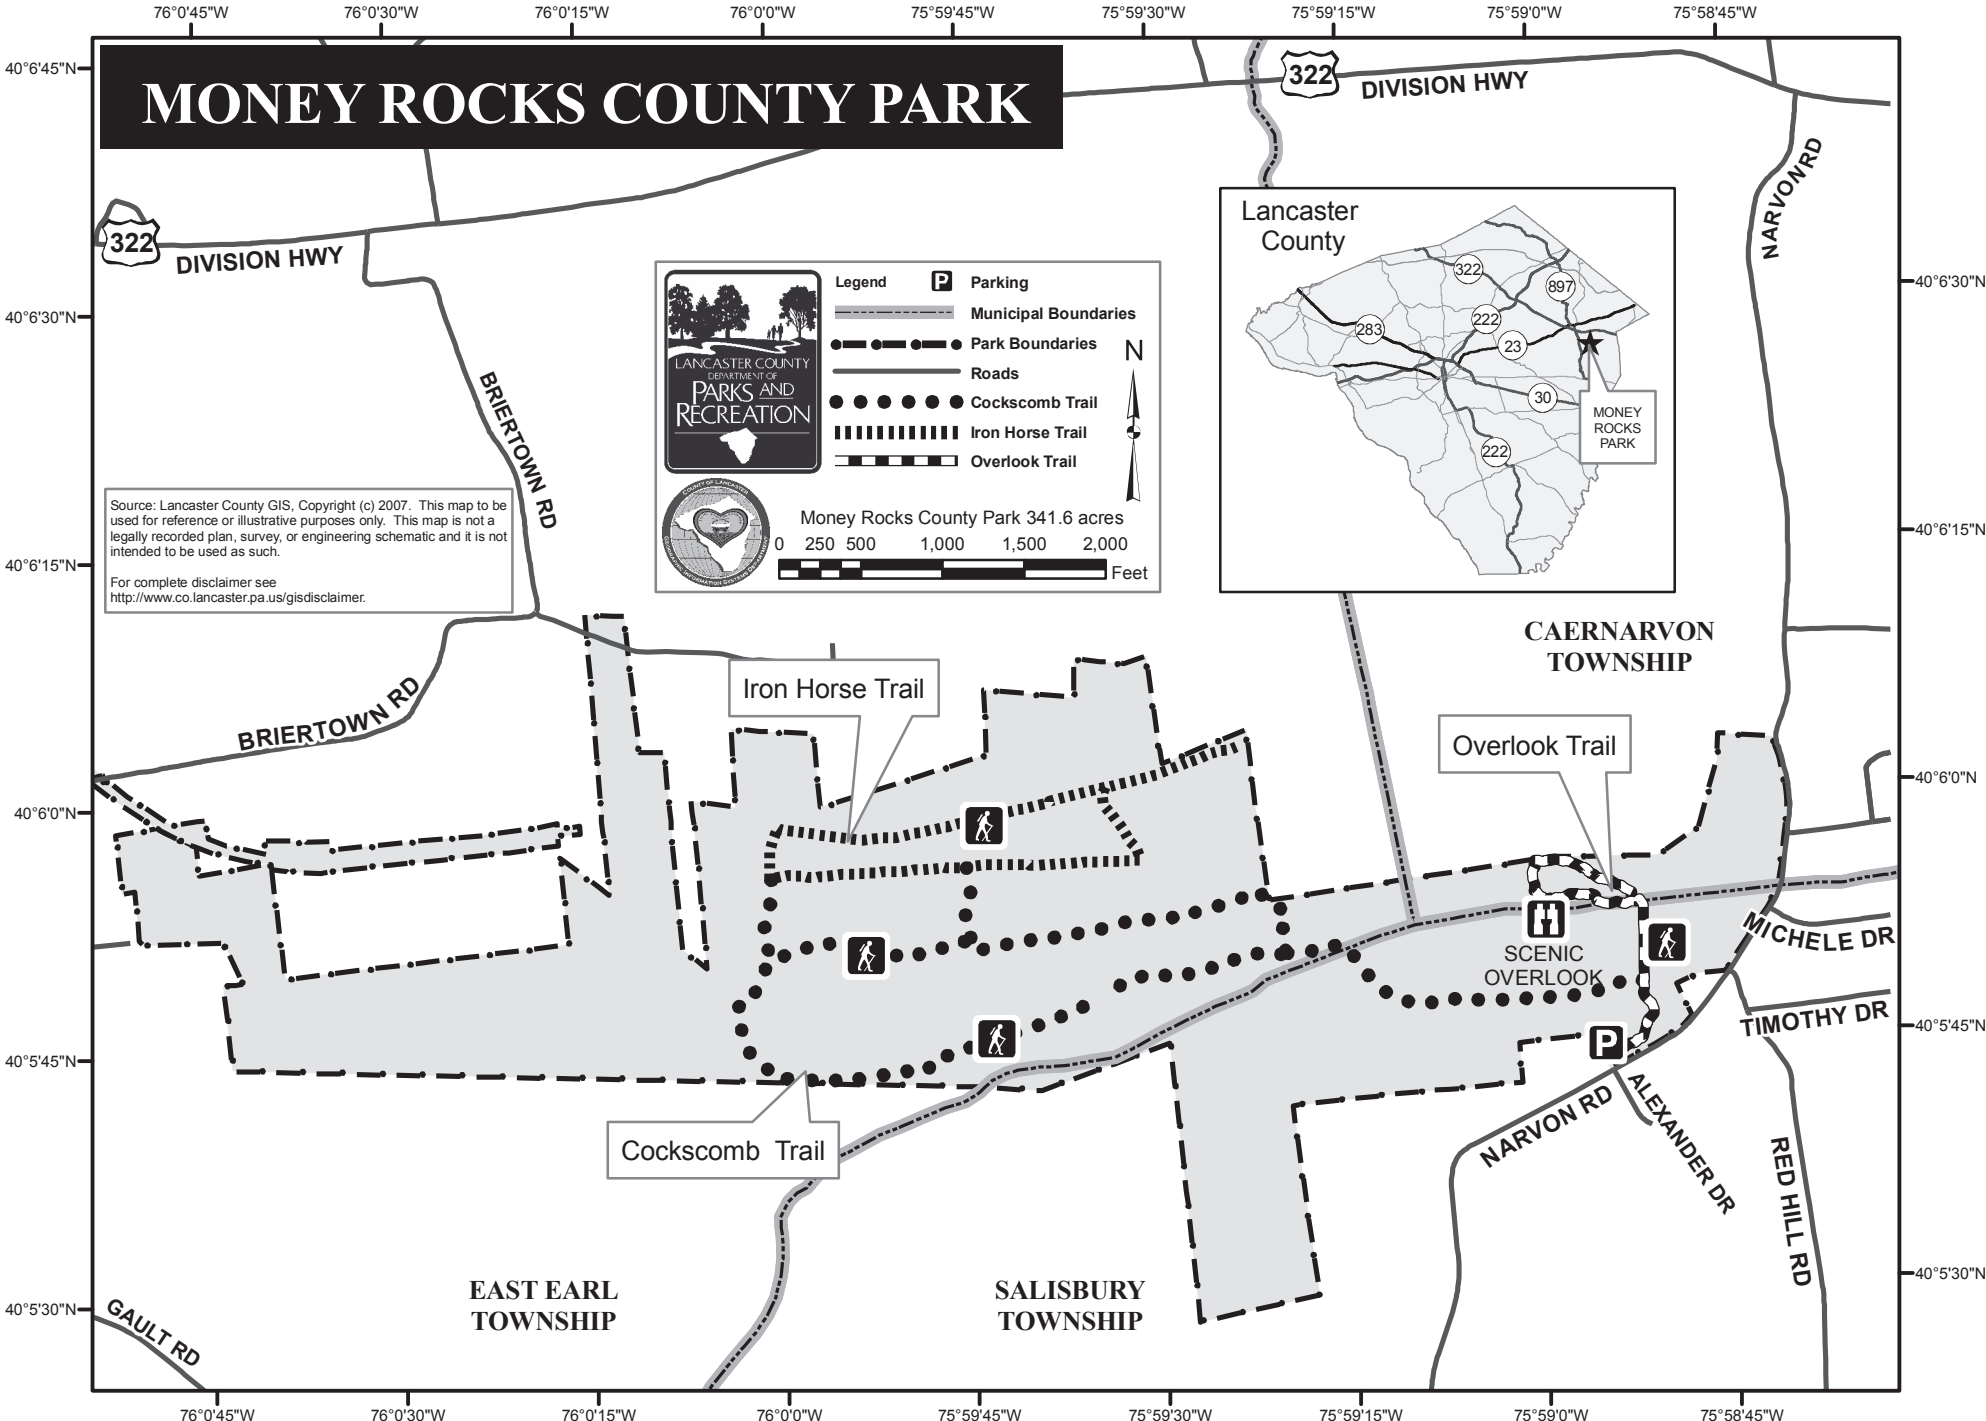 76°0'45"W 76°0'30"W 76°0'15"W 76°0'0"W 75°59'45"W 75°59'30"W 75°59'15"W 75°59'0"W 75°58'45"W
40°6'45"N
MONEY ROCKS COUNTY PARK
322
DIVISION HWY
NARVON RD
322
DIVISION HWY
Lancaster
County
322
897
222
283
23
30
222
MONEY
ROCKS
PARK
40°6'30"N
40°6'30"N
LANCASTER COUNTY
DEPARTMENT OF
PARKS AND
RECREATION
Legend
P Parking
Municipal Boundaries
Park Boundaries
Roads
Cockscomb Trail
Iron Horse Trail
Overlook Trail
N
COUNTY OF LANCASTER
GEOGRAPHIC INFORMATION SYSTEMS DEPARTMENT
Money Rocks County Park 341.6 acres
0 250 500 1,000 1,500 2,000
Feet
BRIERTOWN RD
Source: Lancaster County GIS, Copyright (c) 2007. This map to be
used for reference or illustrative purposes only. This map is not a
legally recorded plan, survey, or engineering schematic and it is not
intended to be used as such.
For complete disclaimer see
http://www.co.lancaster.pa.us/gisdisclaimer.
40°6'15"N
40°6'15"N
CAERNARVON
TOWNSHIP
Iron Horse Trail
BRIERTOWN RD
Overlook Trail
40°6'0"N
40°6'0"N
SCENIC
OVERLOOK
MICHELE DR
TIMOTHY DR
P
40°5'45"N
40°5'45"N
Cockscomb Trail
NARVON RD
ALEXANDER DR
RED HILL RD
EAST EARL
TOWNSHIP
SALISBURY
TOWNSHIP
40°5'30"N
40°5'30"N
GAULT RD
76°0'45"W 76°0'30"W 76°0'15"W 76°0'0"W 75°59'45"W 75°59'30"W 75°59'15"W 75°59'0"W 75°58'45"W